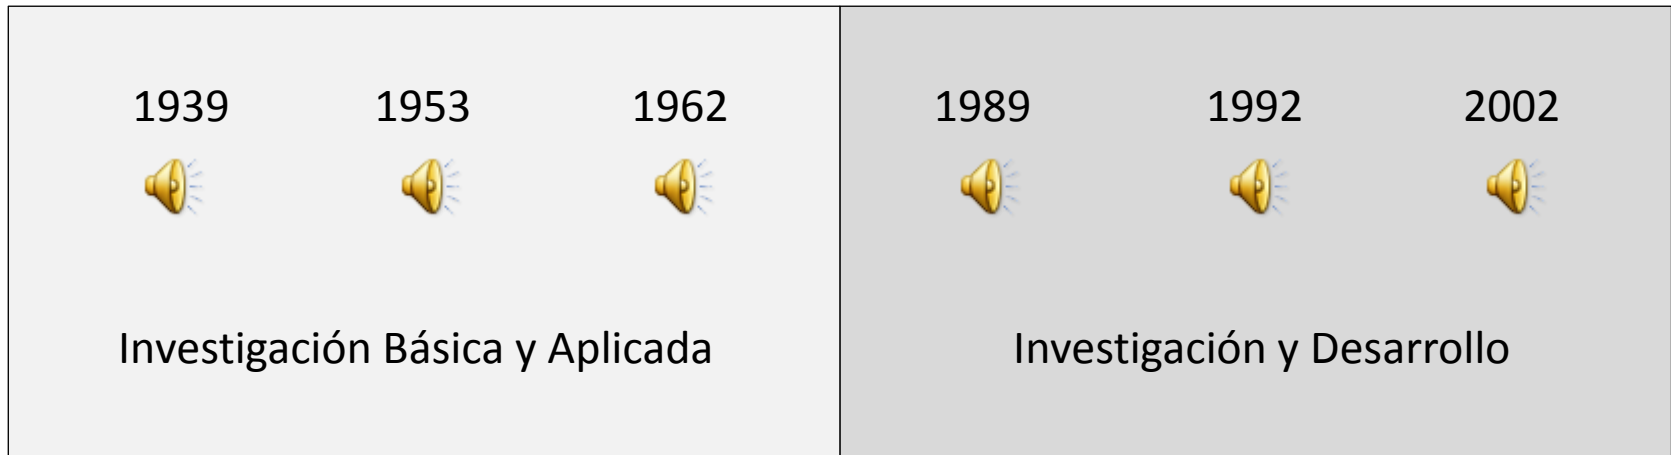 1939 1953 1962
Investigación Básica y Aplicada
1989 1992 2002
Investigación y Desarrollo